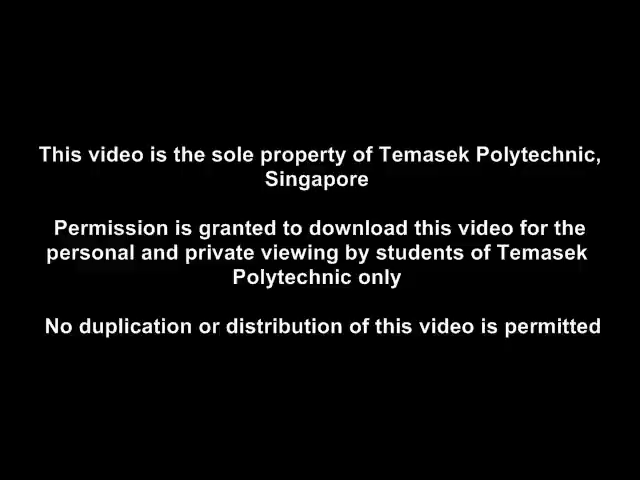 This video is the sole property of Temasek Polytechnic,
Singapore
Permission is granted to download this video for the
personal and private viewing by students of Temasek
Polytechnic only
No duplication or distribution of this video is permitted